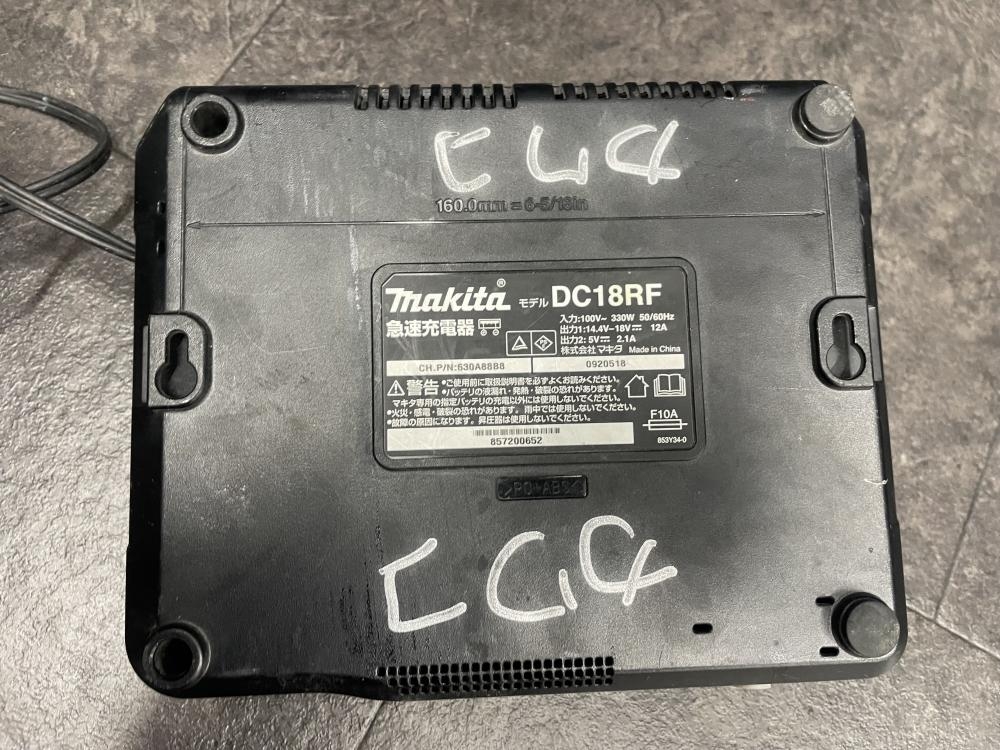 160.0mm = 6-5/16in
makita® モデル DC18RF
急速充電器
入力:100V~ 330W 50/60Hz
出力1:14.4V-18V⎓ 12A
出力2: 5V⎓ 2.1A
株式会社マキタ Made in China
CH.P/N:630A88B8
0920518
警告
•ご使用前に取扱説明書を必ずよくお読みください。
•バッテリの液漏れ・発熱・破裂の恐れがあります。
マキタ専用の指定バッテリの充電以外には使用しないでください。
•火災・感電・破裂の恐れがあります。雨中では使用しないでください。
•故障の原因になります。昇圧器は使用しないでください。
F10A
853Y34-0
857200652
>PC+ABS<